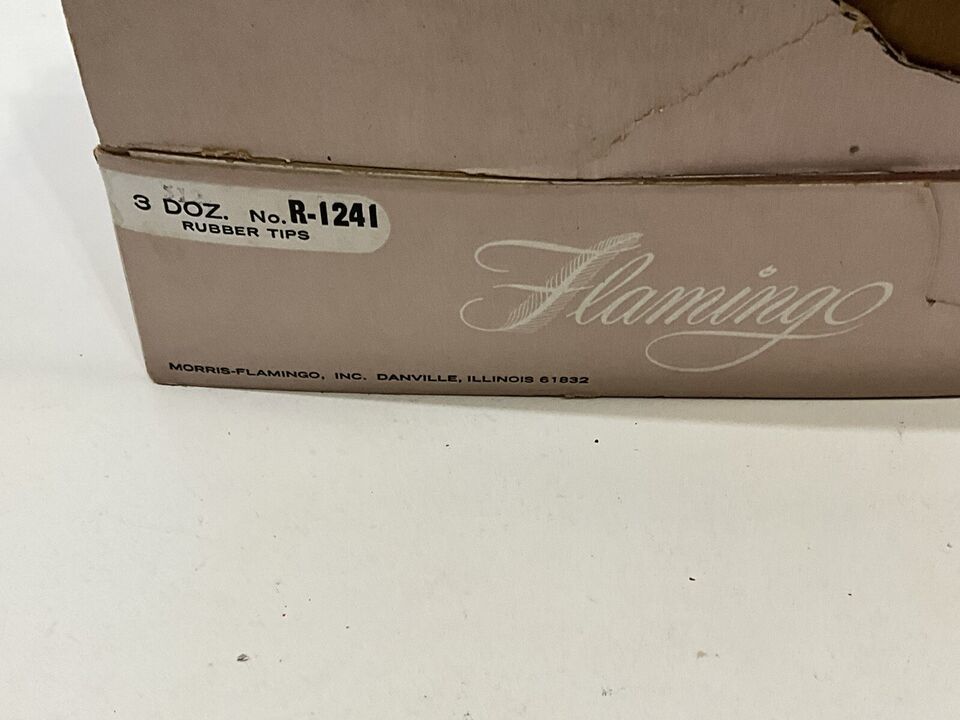 3 DOZ. No. R-1241
RUBBER TIPS
Flamingo
MORRIS-FLAMINGO, INC. DANVILLE, ILLINOIS 61832